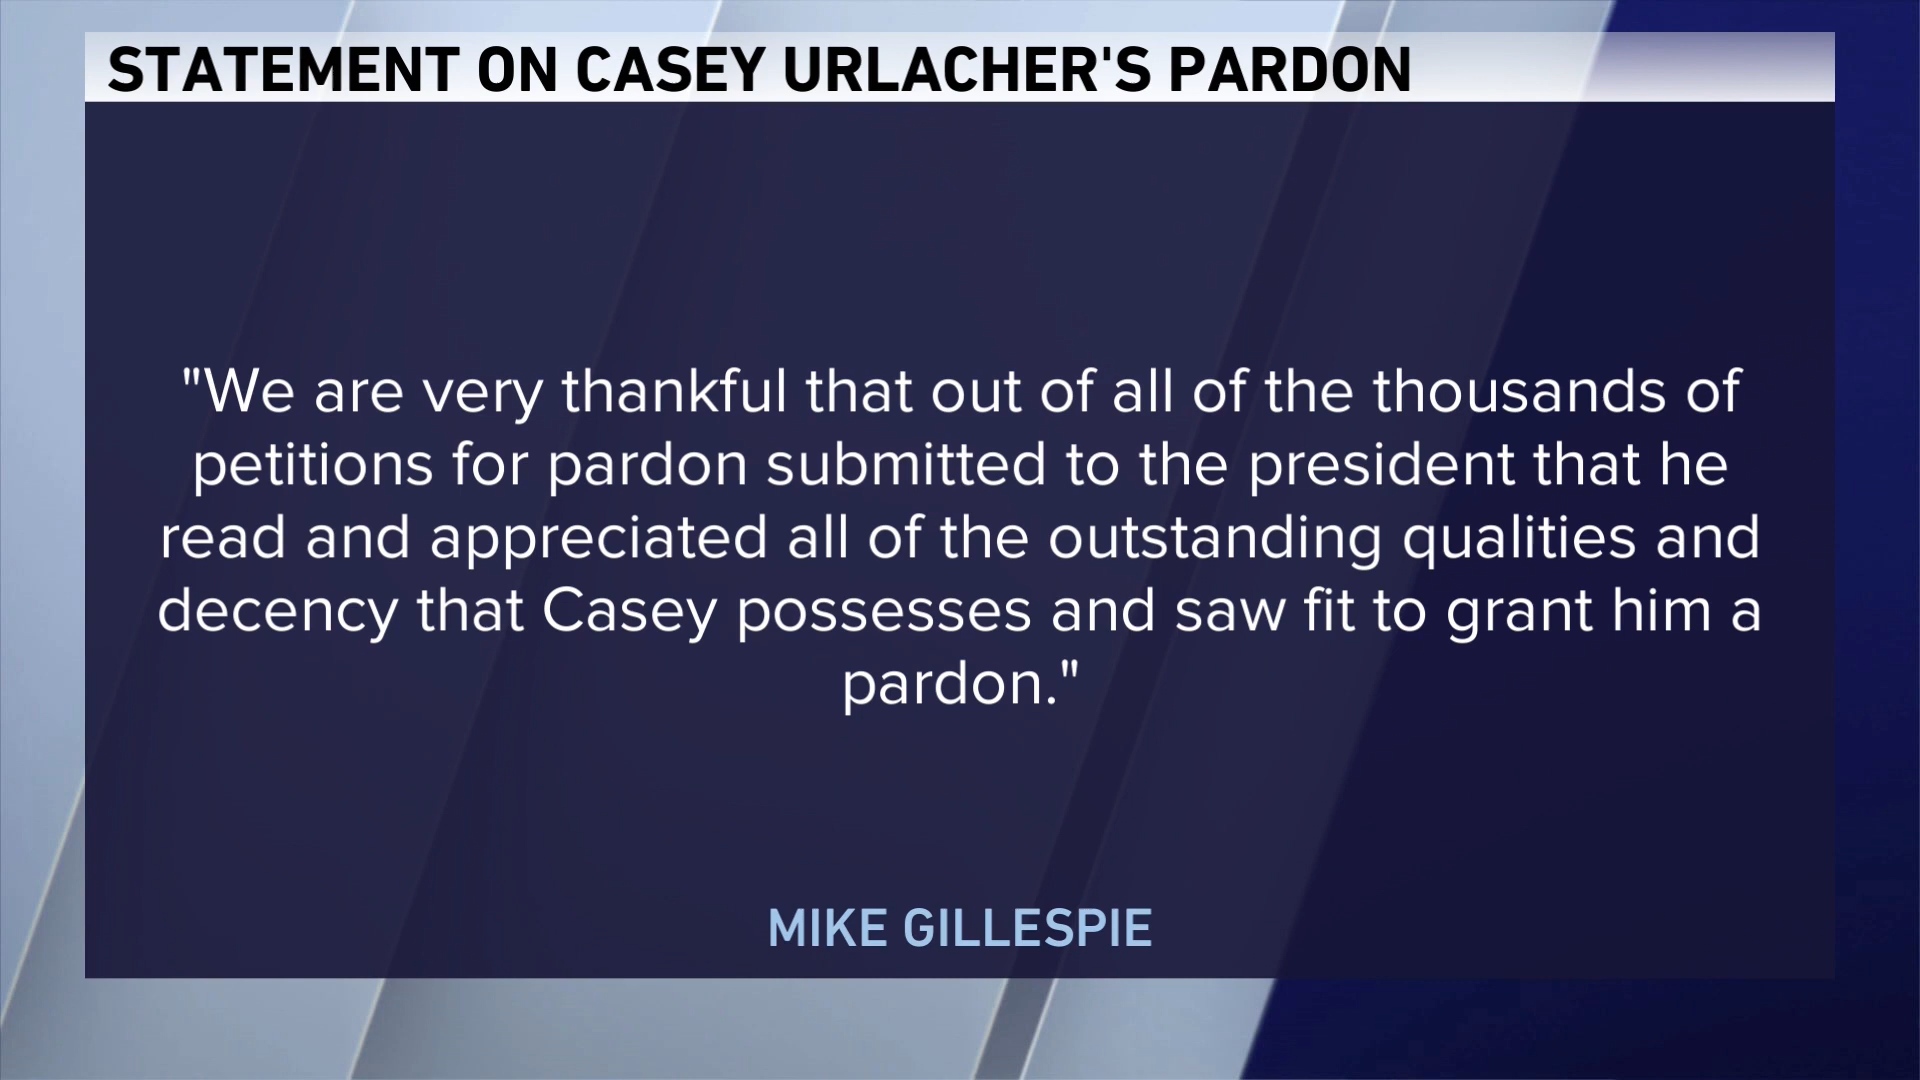 STATEMENT ON CASEY URLACHER'S PARDON
"We are very thankful that out of all of the thousands of
petitions for pardon submitted to the president that he
read and appreciated all of the outstanding qualities and
decency that Casey possesses and saw fit to grant him a
pardon."
MIKE GILLESPIE